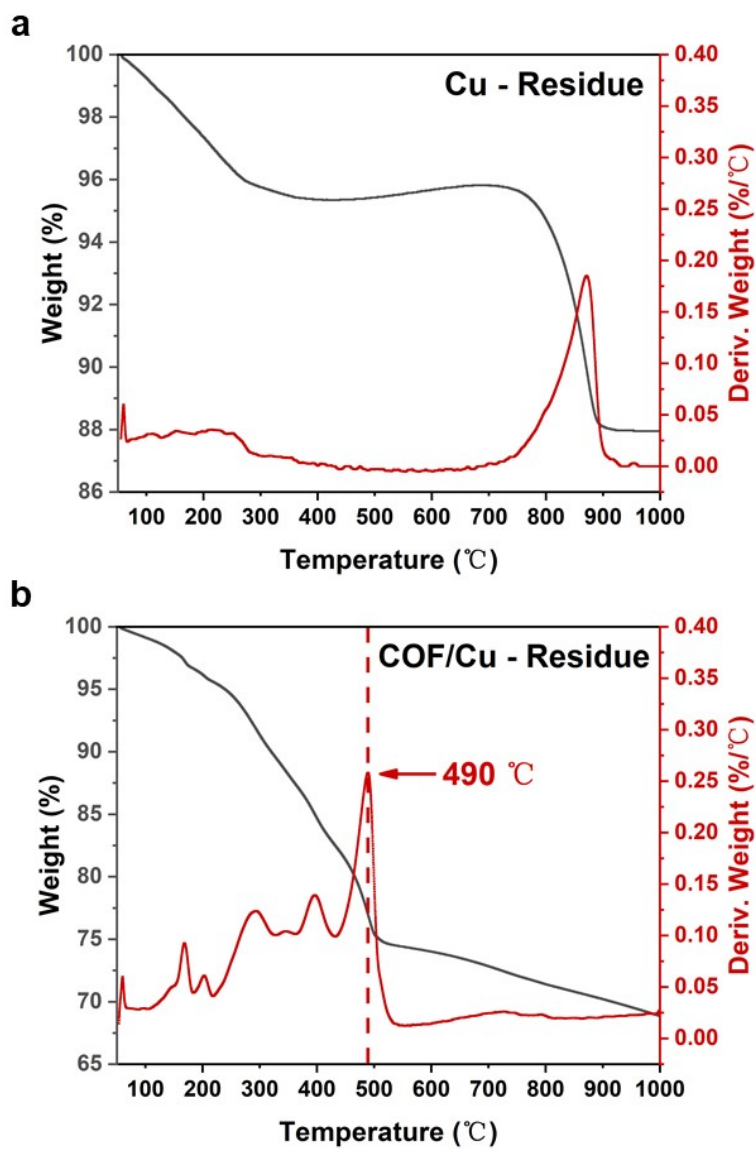 a
Cu - Residue
100
98
96
94
92
90
88
86
Weight (%)
0.40
0.35
0.30
0.25
0.20
0.15
0.10
0.05
0.00
Deriv. Weight (%/℃)
100 200 300 400 500 600 700 800 900 1000
Temperature (℃)
b
COF/Cu - Residue
490 ℃
100
95
90
85
80
75
70
65
Weight (%)
0.40
0.35
0.30
0.25
0.20
0.15
0.10
0.05
0.00
Deriv. Weight (%/℃)
100 200 300 400 500 600 700 800 900 1000
Temperature (℃)